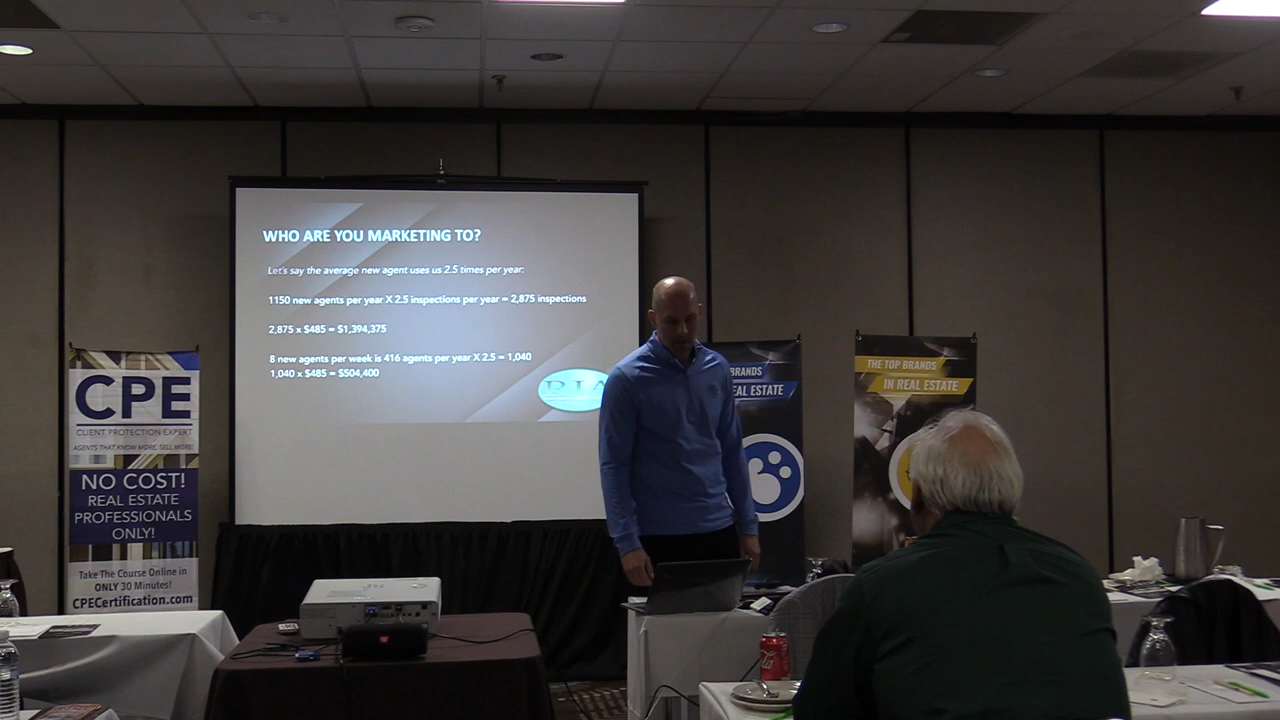 WHO ARE YOU MARKETING TO?
Let's say the average new agent uses us 2.5 times per year:
1150 new agents per year X 2.5 inspections per year = 2,875 inspections
2,875 x $485 = $1,394,375
8 new agents per week is 416 agents per year X 2.5 = 1,040
1,040 x $485 = $504,400
CPE
CLIENT PROTECTION EXPERT
AGENTS THAT KNOW MORE, SELL MORE!
NO COST!
REAL ESTATE
PROFESSIONALS
ONLY!
Take The Course Online in
ONLY 30 Minutes!
CPECertification.com
BRANDS
EAL ESTATE
THE TOP BRANDS
IN REAL ESTATE